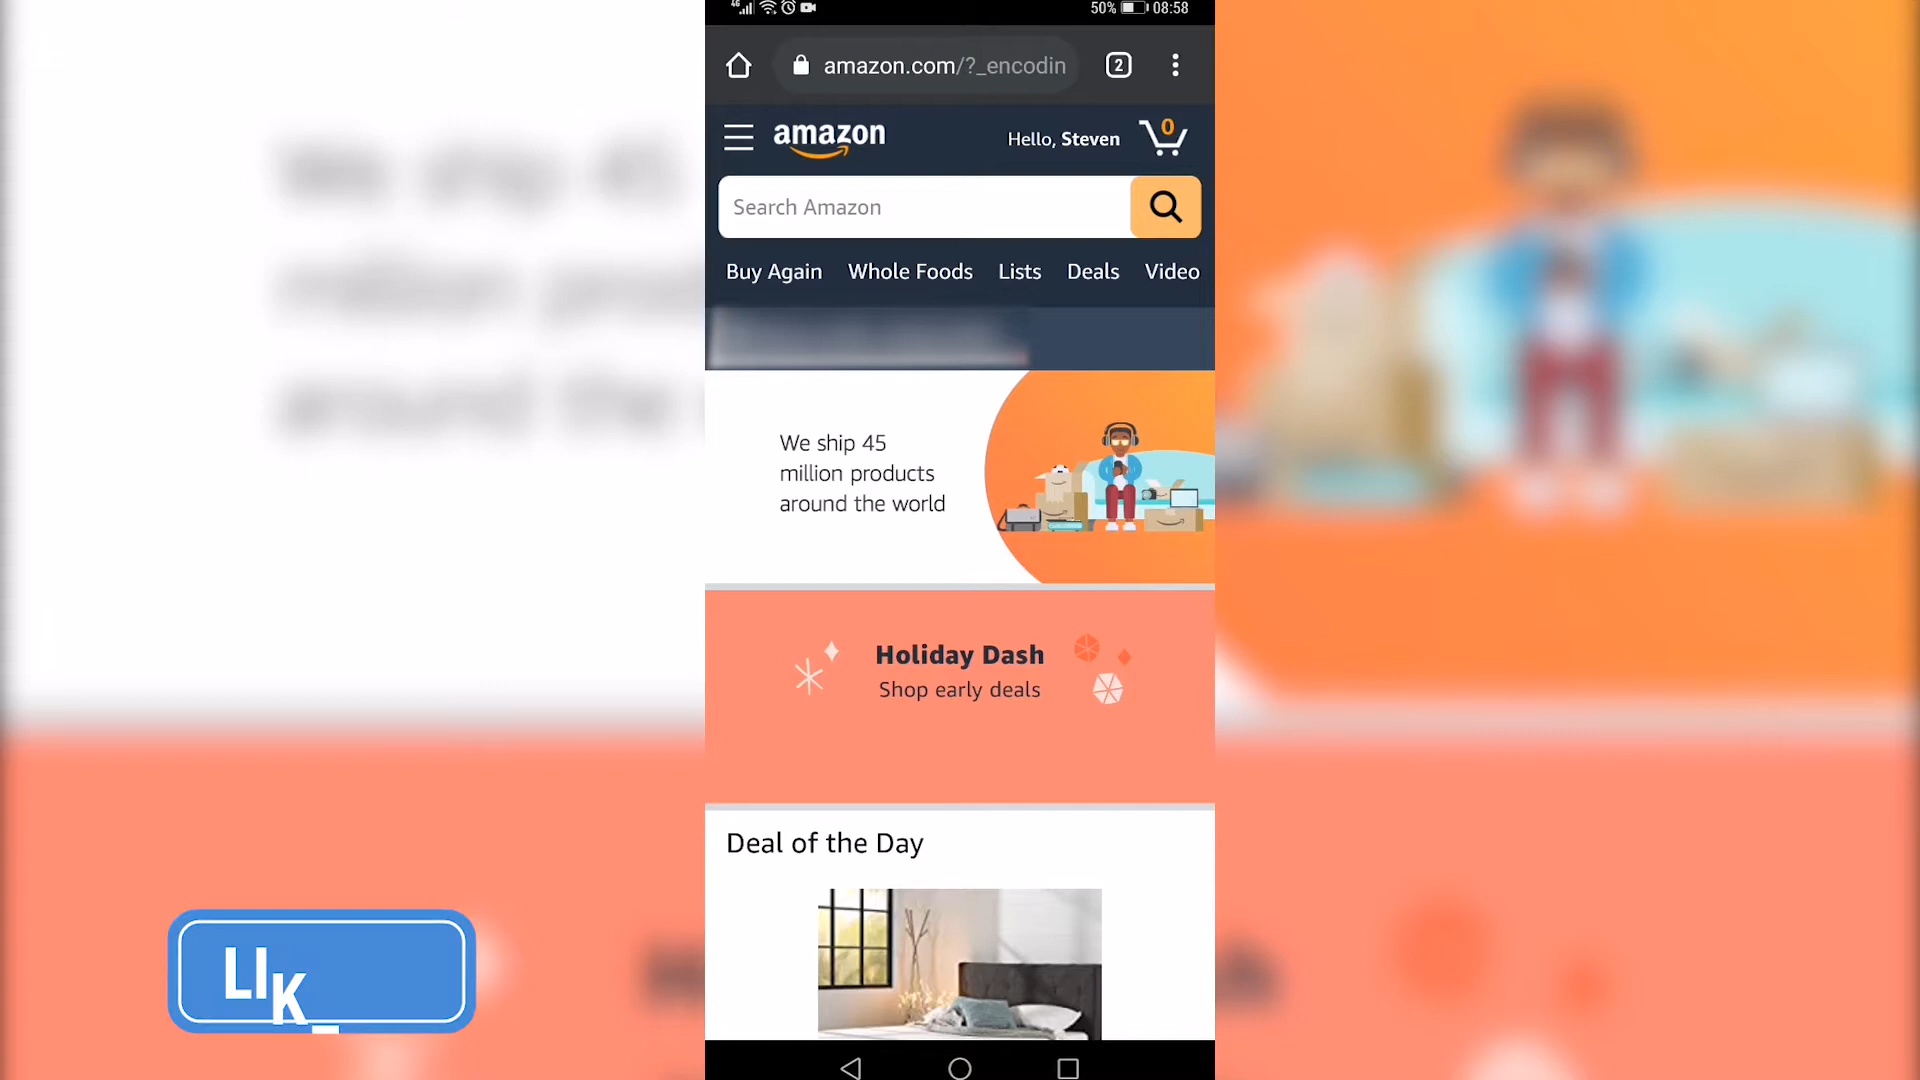 4G
50% 08:58
amazon.com/?_encodin
2
amazon
Hello, Steven
0
Search Amazon
Buy Again Whole Foods Lists Deals Video
We ship 45
million products
around the world
Holiday Dash
Shop early deals
Deal of the Day
LIK